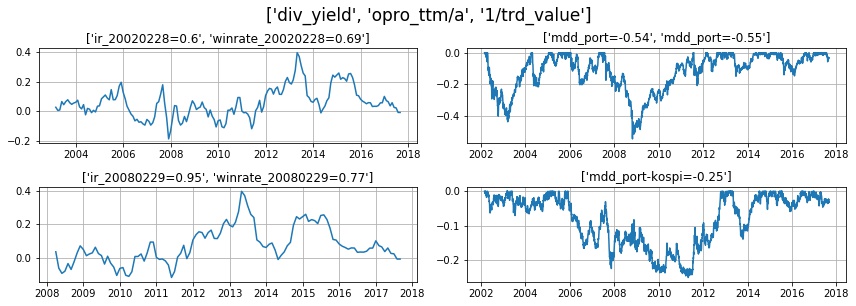 ['div_yield', 'opro_ttm/a', '1/trd_value']
['ir_20020228=0.6', 'winrate_20020228=0.69']
0.4
0.2
0.0
−0.2
2004 2006 2008 2010 2012 2014 2016 2018
['mdd_port=-0.54', 'mdd_port=-0.55']
0.0
−0.2
−0.4
2002 2004 2006 2008 2010 2012 2014 2016 2018
['ir_20080229=0.95', 'winrate_20080229=0.77']
0.4
0.2
0.0
2008 2009 2010 2011 2012 2013 2014 2015 2016 2017 2018
['mdd_port-kospi=-0.25']
0.0
−0.1
−0.2
2002 2004 2006 2008 2010 2012 2014 2016 2018